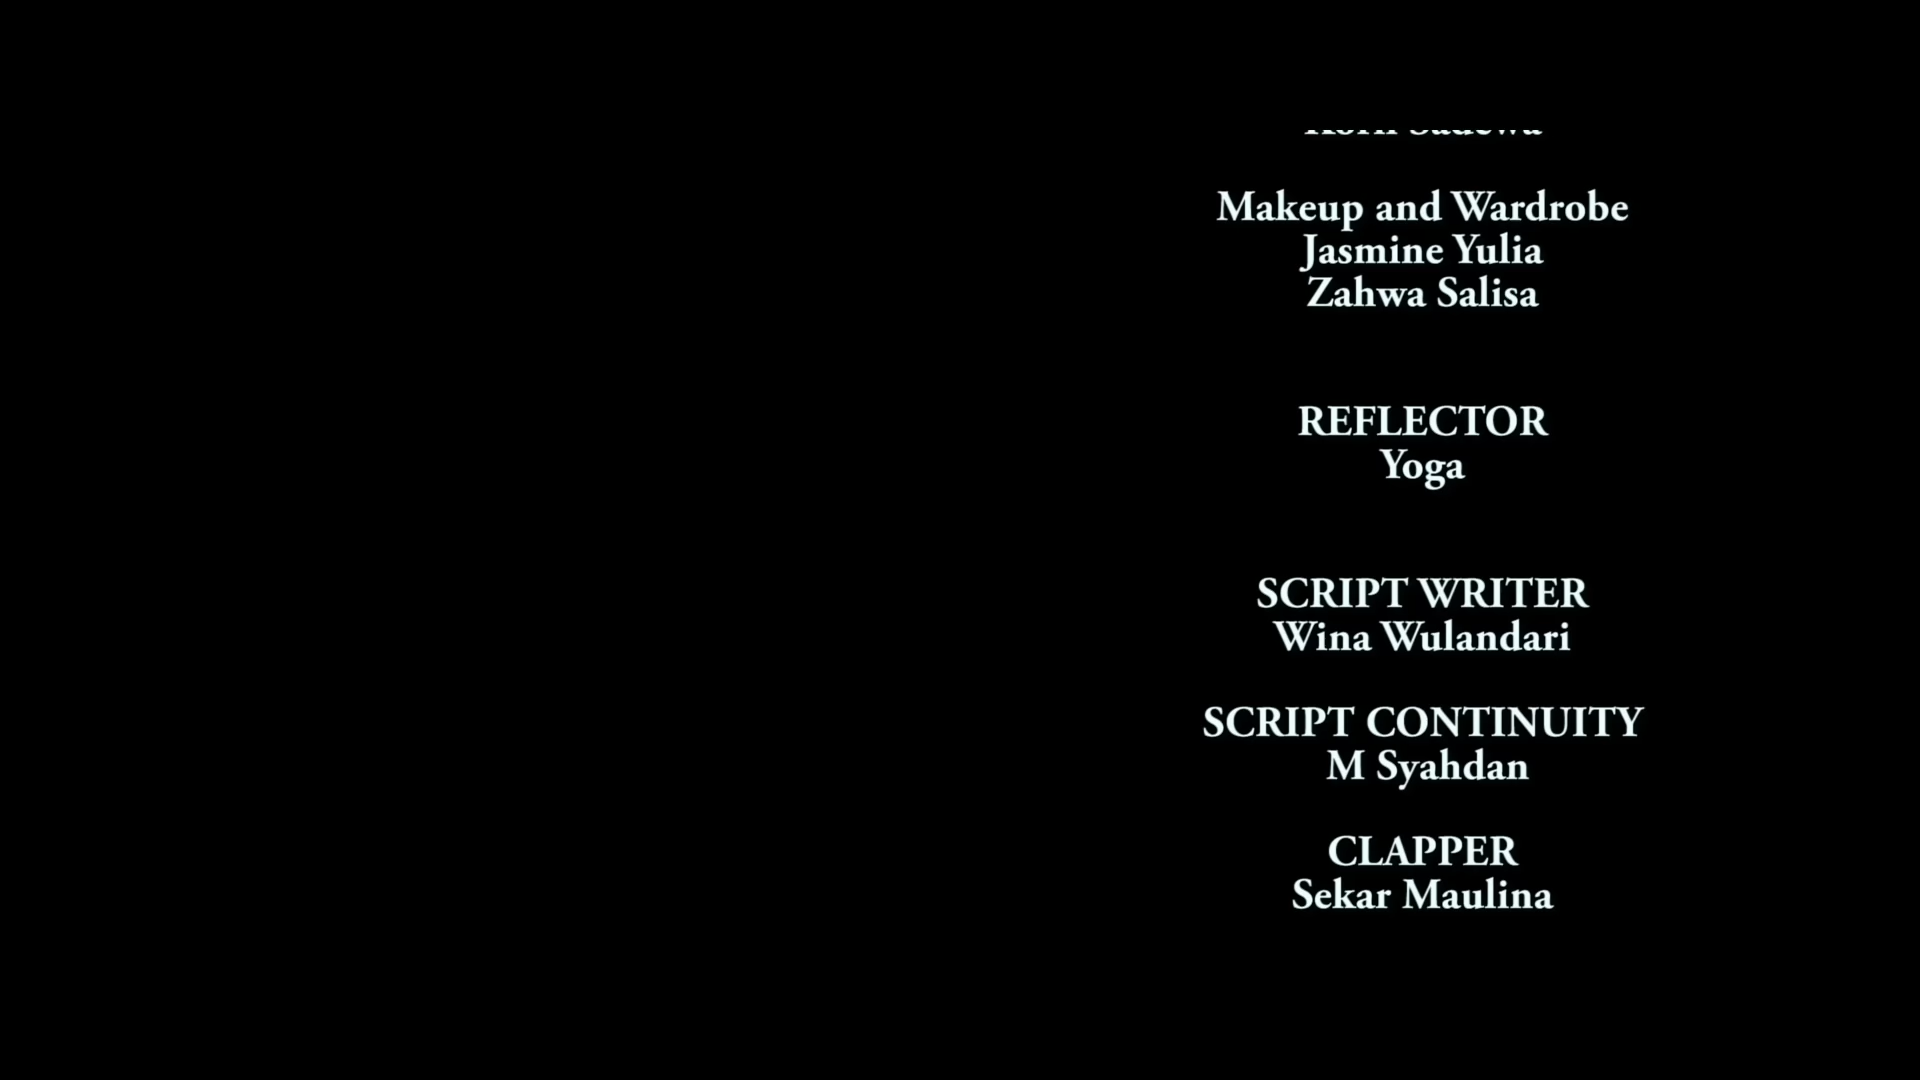 Makeup and Wardrobe
Jasmine Yulia
Zahwa Salisa
REFLECTOR
Yoga
SCRIPT WRITER
Wina Wulandari
SCRIPT CONTINUITY
M Syahdan
CLAPPER
Sekar Maulina